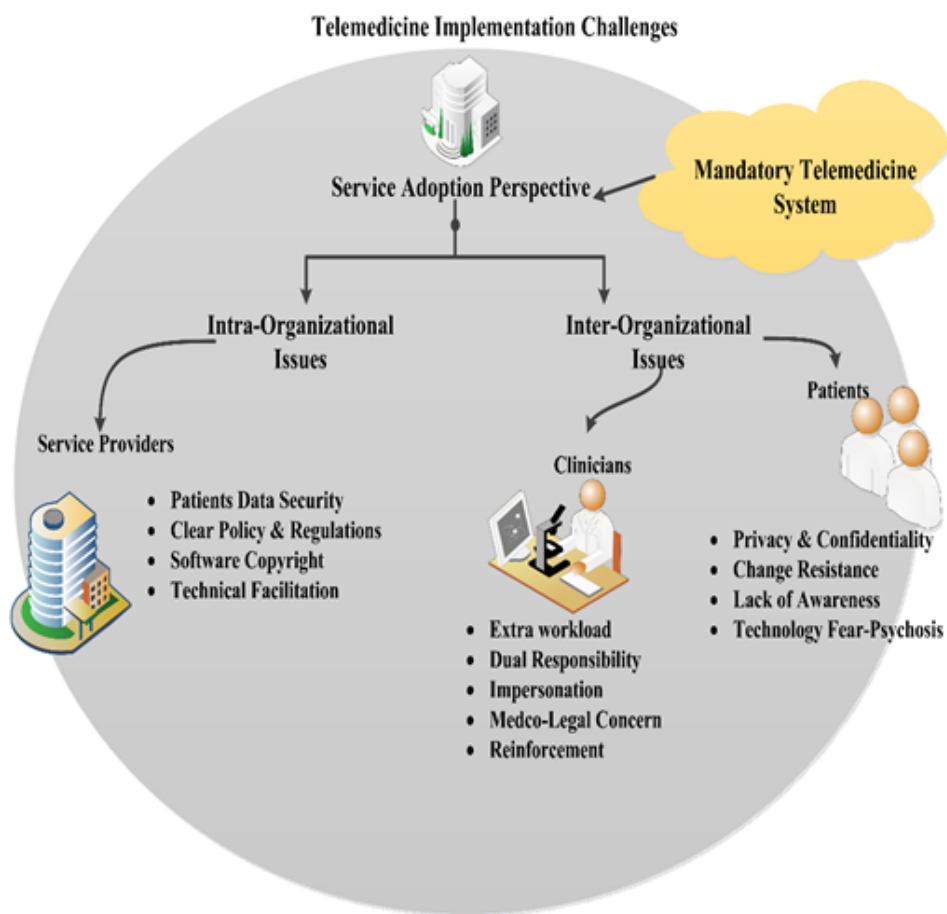 Telemedicine Implementation Challenges
Service Adoption Perspective
Mandatory Telemedicine
System
Intra-Organizational
Issues
Inter-Organizational
Issues
Service Providers
• Patients Data Security
• Clear Policy & Regulations
• Software Copyright
• Technical Facilitation
Clinicians
• Extra workload
• Dual Responsibility
• Impersonation
• Medco-Legal Concern
• Reinforcement
Patients
• Privacy & Confidentiality
• Change Resistance
• Lack of Awareness
• Technology Fear-Psychosis